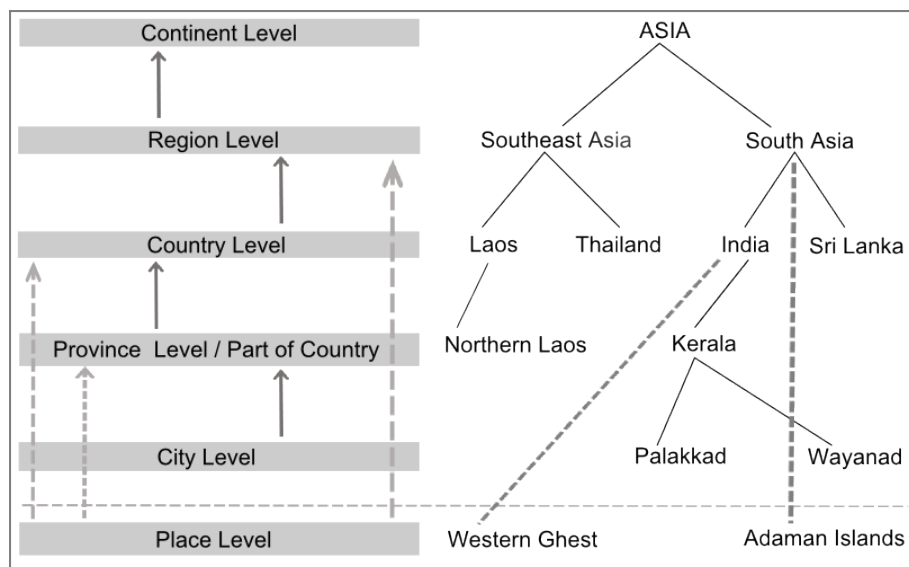 Continent Level
ASIA
Region Level
Southeast Asia
South Asia
Country Level
Laos
Thailand
India
Sri Lanka
Province Level / Part of Country
Northern Laos
Kerala
City Level
Palakkad
Wayanad
Place Level
Western Ghest
Adaman Islands